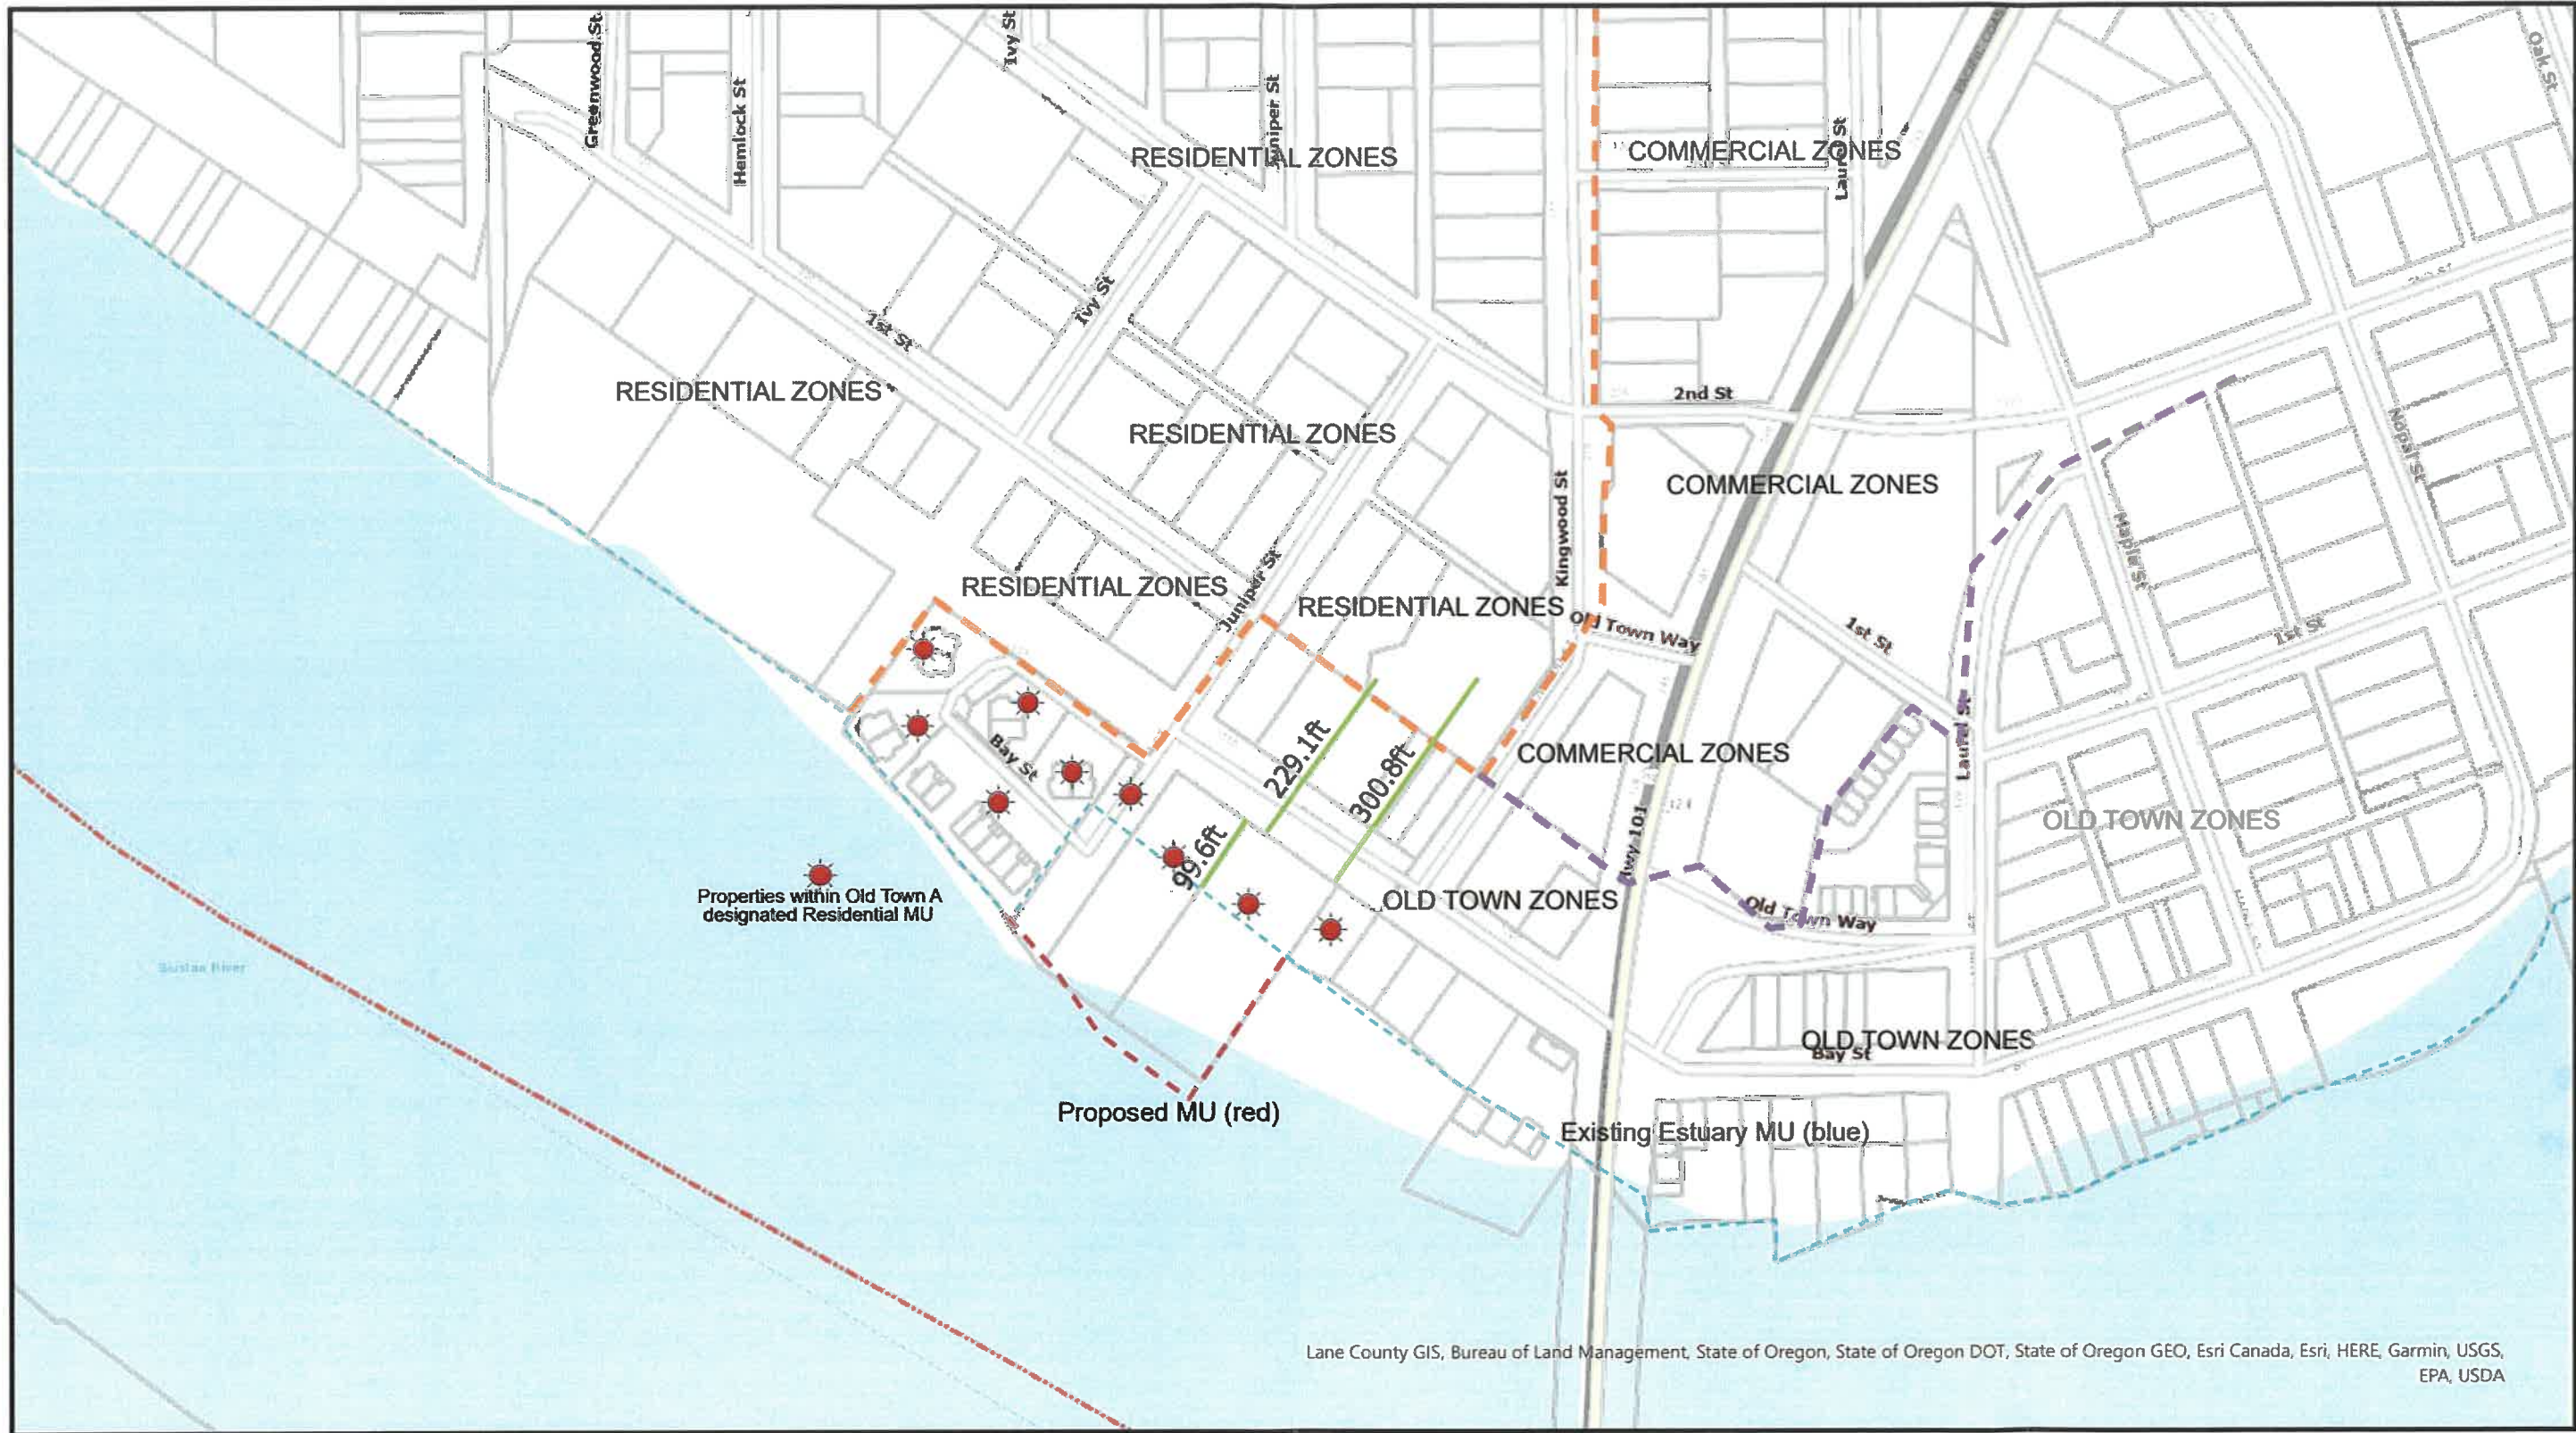 Greenwood St
Hemlock St
Ivy St
Juniper St
Laurel St
Oak St
RESIDENTIAL ZONES
COMMERCIAL ZONES
Ivy St
1st St
2nd St
2nd St
RESIDENTIAL ZONES
RESIDENTIAL ZONES
Kingwood St
COMMERCIAL ZONES
Nopal St
Maple St
RESIDENTIAL ZONES
Juniper St
RESIDENTIAL ZONES
Old Town Way
1st St
1st St
229.1ft
300.8ft
99.6ft
Bay St
COMMERCIAL ZONES
Laurel St
Hwy 101
OLD TOWN ZONES
Properties within Old Town A
designated Residential MU
OLD TOWN ZONES
Old Town Way
Siuslaw River
OLD TOWN ZONES
Bay St
Proposed MU (red)
Existing Estuary MU (blue)
Lane County GIS, Bureau of Land Management, State of Oregon, State of Oregon DOT, State of Oregon GEO, Esri Canada, Esri, HERE, Garmin, USGS,
EPA, USDA